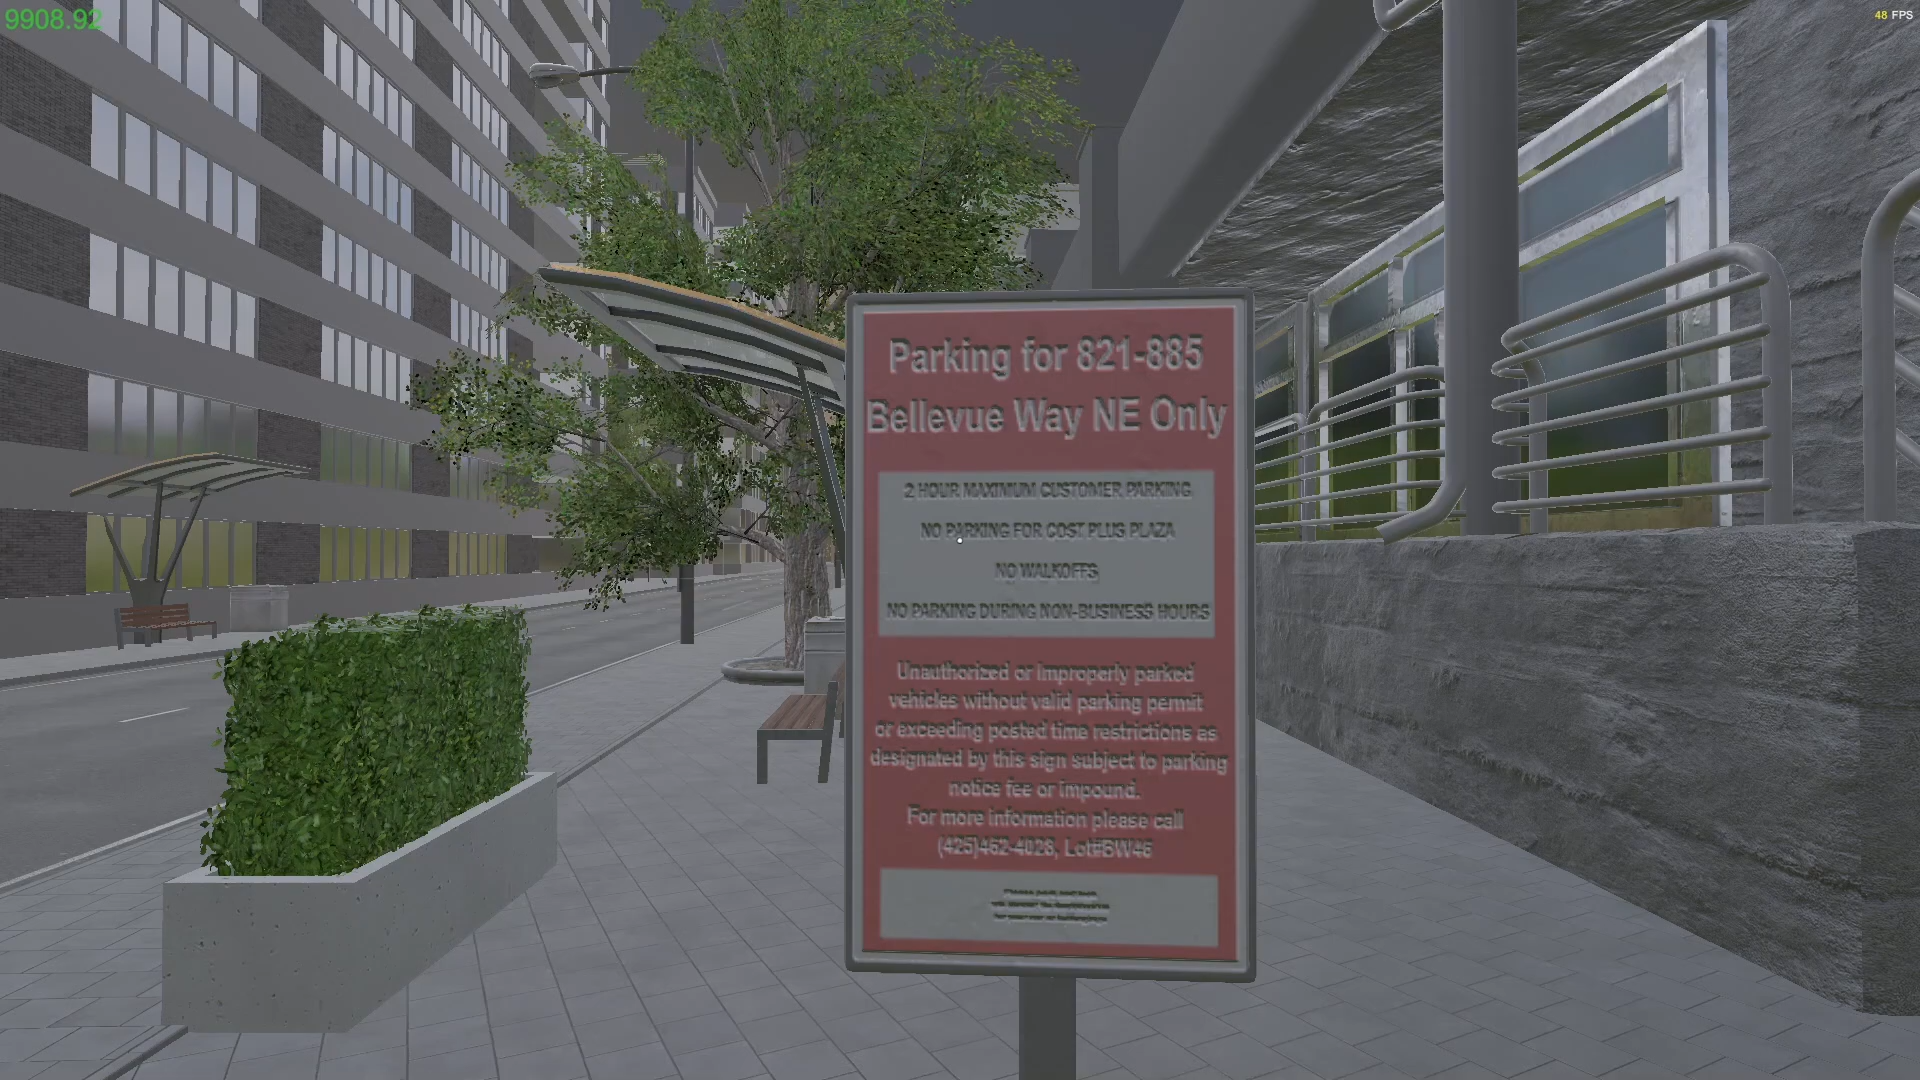 9908.92
48 FPS
Parking for 821-885
Bellevue Way NE Only
2 HOUR MAXIMUM CUSTOMER PARKING
NO PARKING FOR COST PLUS PLAZA
NO WALKOFFS
NO PARKING DURING NON-BUSINESS HOURS
Unauthorized or improperly parked
vehicles without valid parking permit
or exceeding posted time restrictions as
designated by this sign subject to parking
notice fee or impound.
For more information please call
(425)462-4028, Lot#BW46